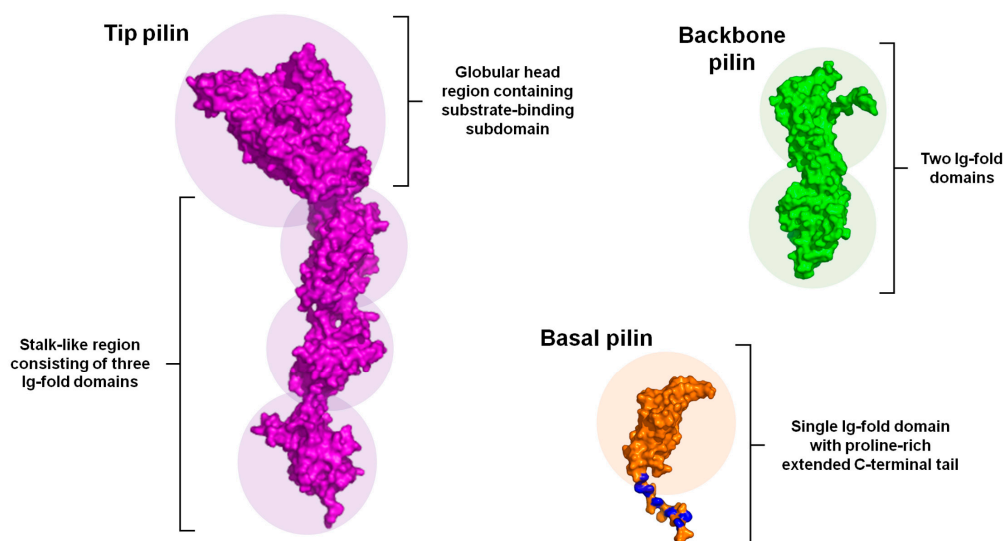 Tip pilin
Globular head
region containing
substrate-binding
subdomain
Stalk-like region
consisting of three
Ig-fold domains
Backbone
pilin
Two Ig-fold
domains
Basal pilin
Single Ig-fold domain
with proline-rich
extended C-terminal tail